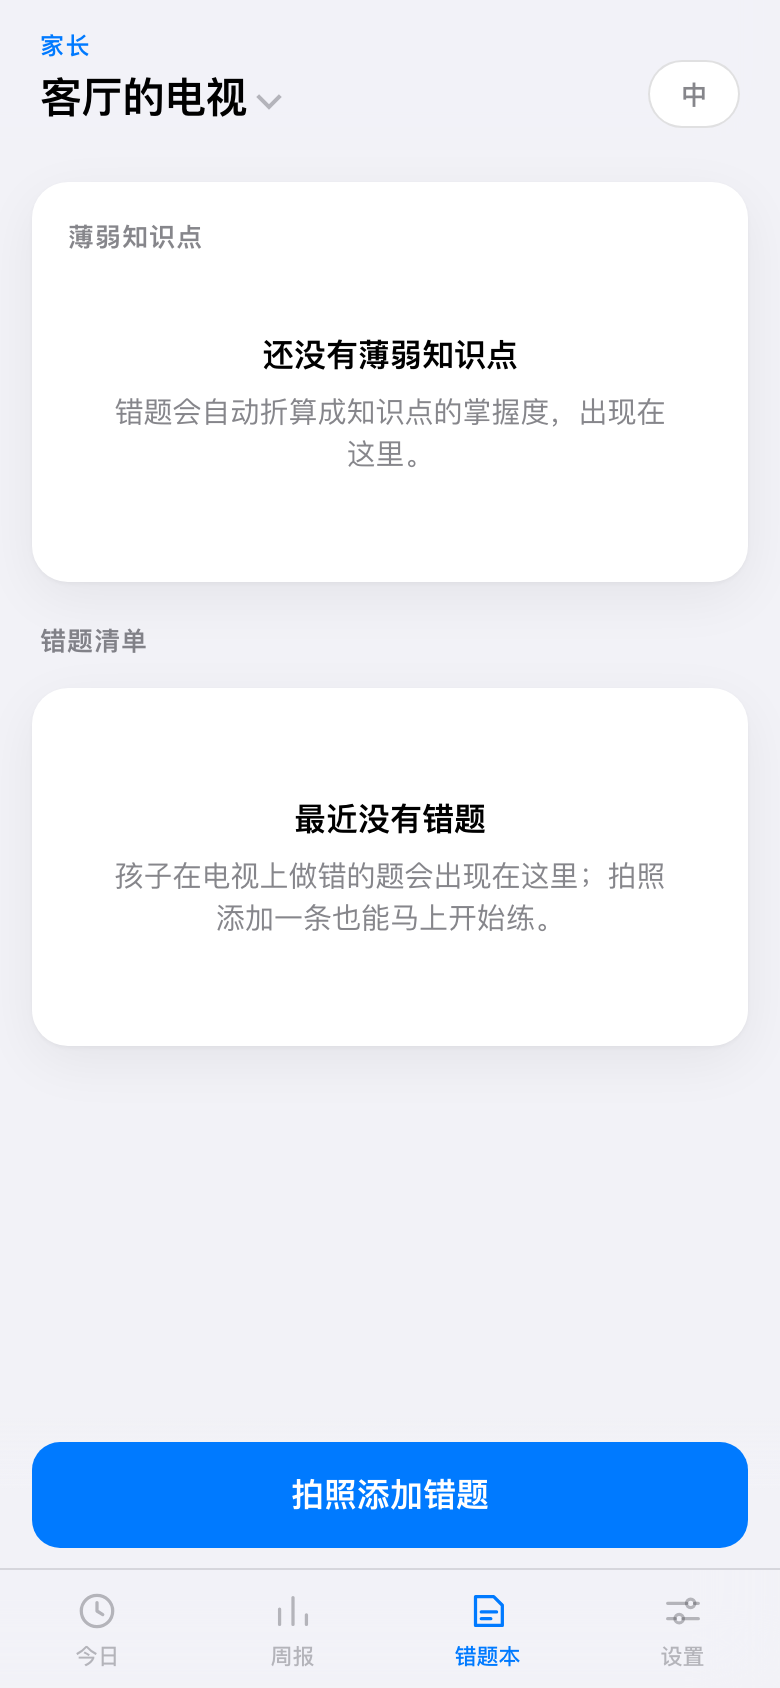 家长
客厅的电视
中
薄弱知识点
还没有薄弱知识点
错题会自动折算成知识点的掌握度，出现在
这里。
错题清单
最近没有错题
孩子在电视上做错的题会出现在这里；拍照
添加一条也能马上开始练。
拍照添加错题
今日
周报
错题本
设置